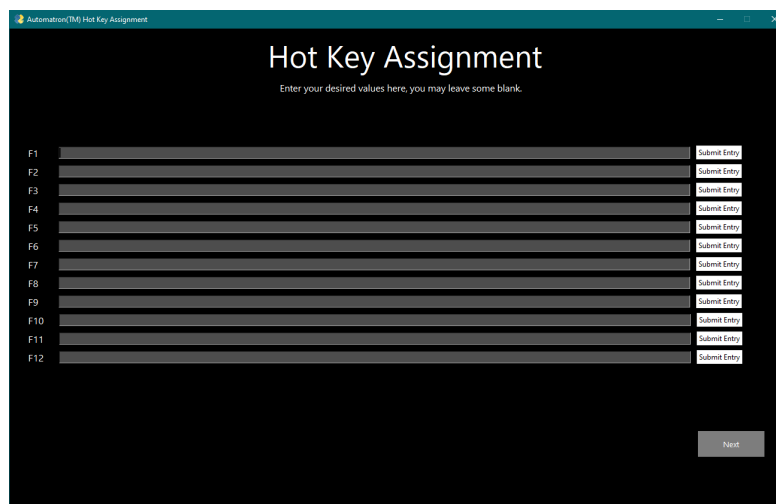 Automatron(TM) Hot Key Assignment
Hot Key Assignment
Enter your desired values here, you may leave some blank.
F1 Submit Entry
F2 Submit Entry
F3 Submit Entry
F4 Submit Entry
F5 Submit Entry
F6 Submit Entry
F7 Submit Entry
F8 Submit Entry
F9 Submit Entry
F10 Submit Entry
F11 Submit Entry
F12 Submit Entry
Next